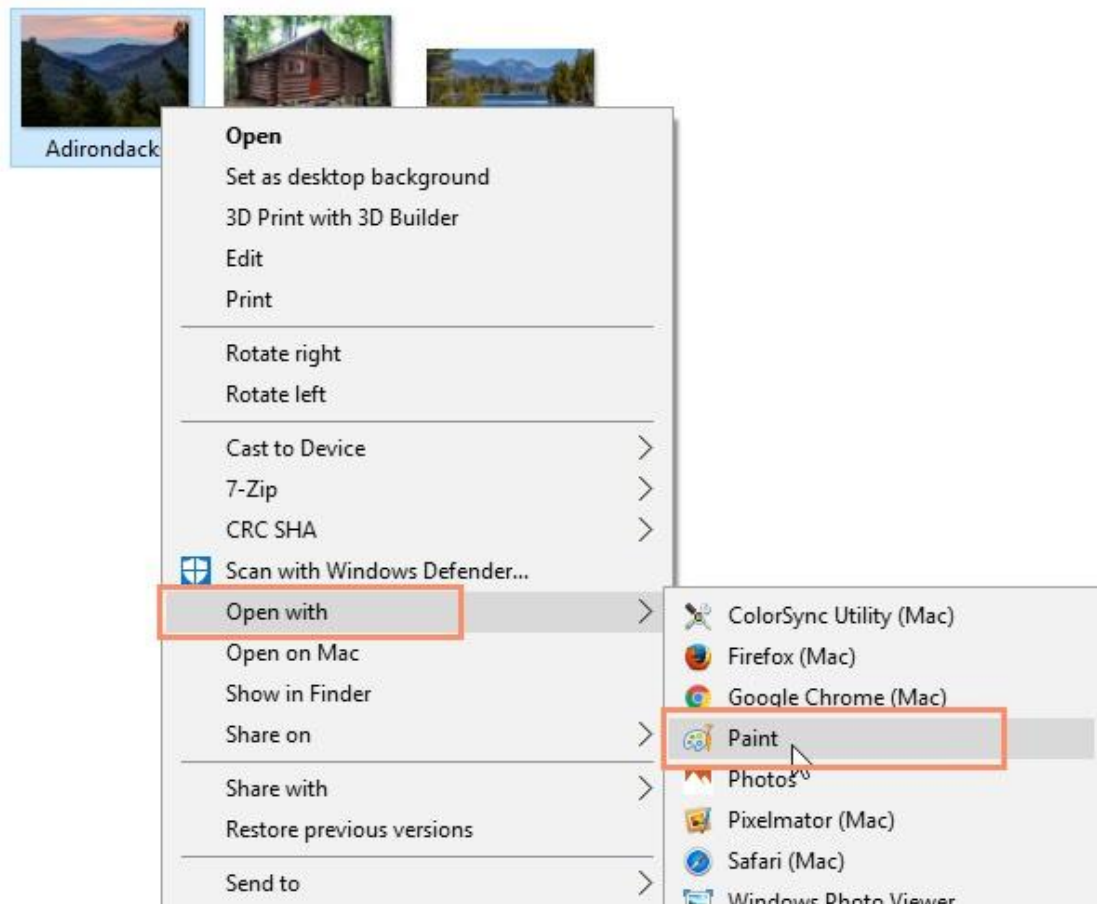 Adirondack
Open
Set as desktop background
3D Print with 3D Builder
Edit
Print
Rotate right
Rotate left
Cast to Device
7-Zip
CRC SHA
Scan with Windows Defender...
Open with
Open on Mac
Show in Finder
Share on
Share with
Restore previous versions
Send to
ColorSync Utility (Mac)
Firefox (Mac)
Google Chrome (Mac)
Paint
Photos
Pixelmator (Mac)
Safari (Mac)
Windows Photo Viewer